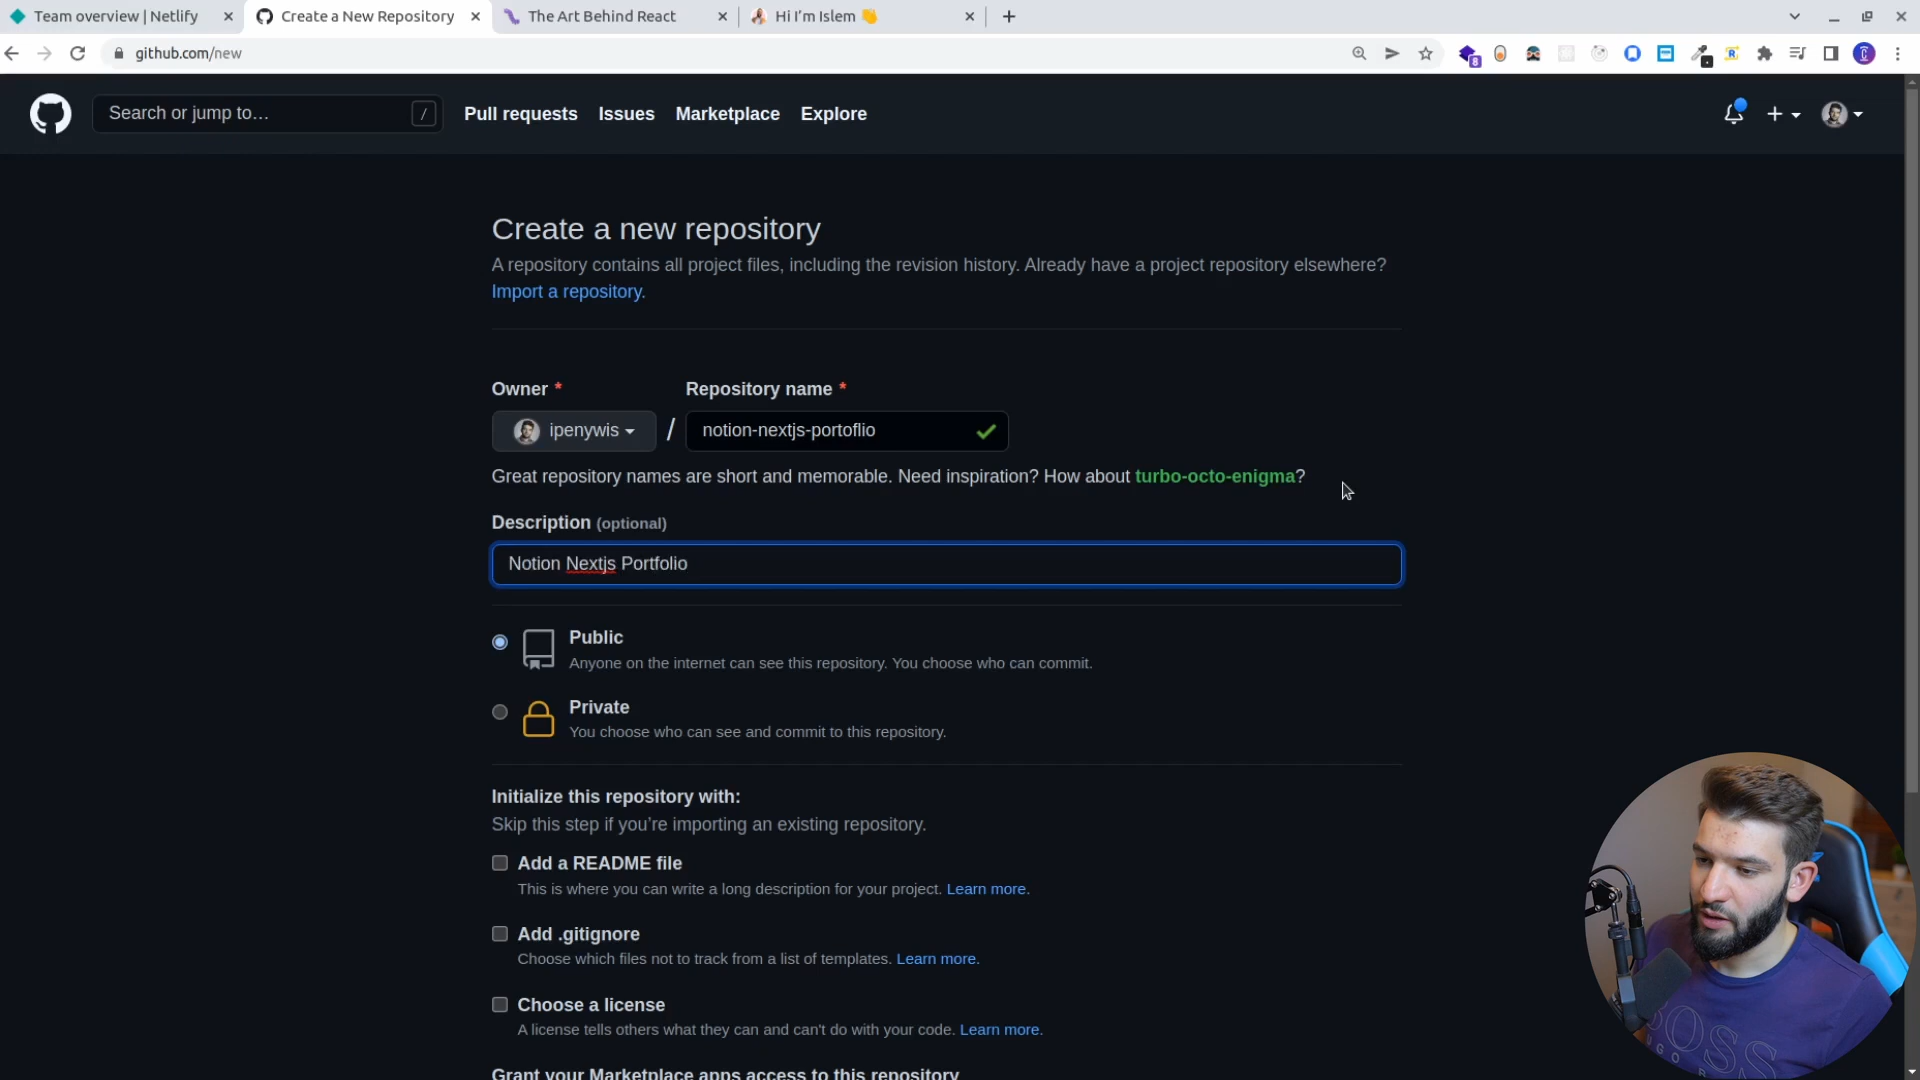 Team overview | Netlify
Create a New Repository
The Art Behind React
Hi I'm Islem 👋
github.com/new
8
R
Search or jump to…
/
Pull requests
Issues
Marketplace
Explore
Create a new repository
A repository contains all project files, including the revision history. Already have a project repository elsewhere?
Import a repository.
Owner *
Repository name *
ipenywis
/
notion-nextjs-portoflio
Great repository names are short and memorable. Need inspiration? How about turbo-octo-enigma?
Description (optional)
Notion Nextjs Portfolio
Public
Anyone on the internet can see this repository. You choose who can commit.
Private
You choose who can see and commit to this repository.
Initialize this repository with:
Skip this step if you're importing an existing repository.
Add a README file
This is where you can write a long description for your project. Learn more.
Add .gitignore
Choose which files not to track from a list of templates. Learn more.
Choose a license
A license tells others what they can and can't do with your code. Learn more.
Grant your Marketplace apps access to this repository